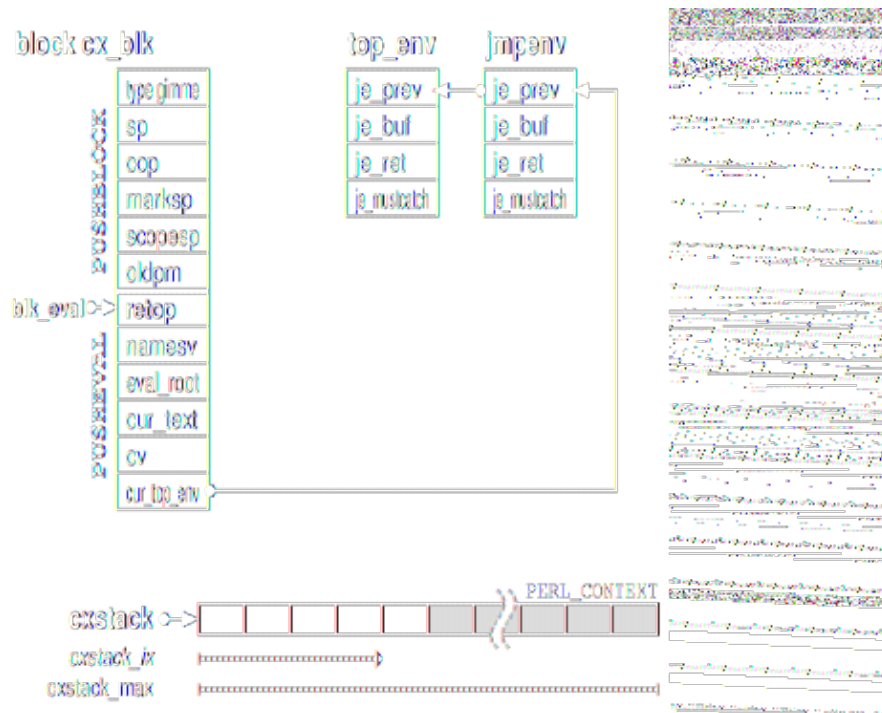 block cx_blk
top_env
jmpenv
type gimme
sp
cop
marksp
scopesp
cldpm
retop
namesv
eval_root
cur_text
cv
cur_top_env
PUSHBLOCK
PUSHEVAL
blk_eval
je_prev
je_buf
je_ret
je_mustcatch
je_prev
je_buf
je_ret
je_mustcatch
PERL_CONTEXT
cxstack
cxstack_ix
cxstack_max